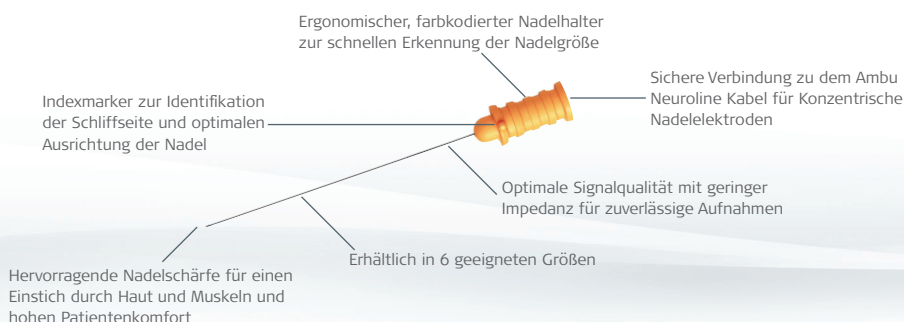 Ergonomischer, farbkodierter Nadelhalter
zur schnellen Erkennung der Nadelgröße
Sichere Verbindung zu dem Ambu
Neuroline Kabel für Konzentrische
Nadelelektroden
Indexmarker zur Identifikation
der Schliffseite und optimalen
Ausrichtung der Nadel
Optimale Signalqualität mit geringer
Impedanz für zuverlässige Aufnahmen
Erhältlich in 6 geeigneten Größen
Hervorragende Nadelschärfe für einen
Einstich durch Haut und Muskeln und
hohen Patientenkomfort